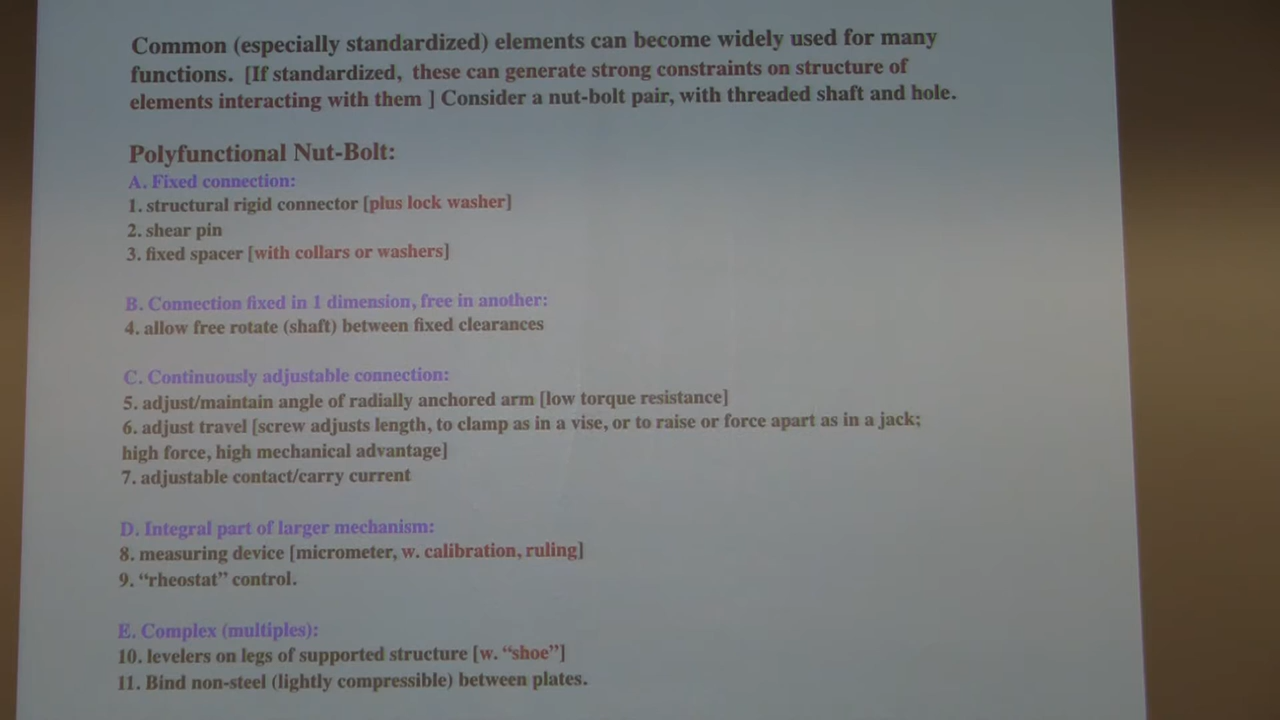 Common (especially standardized) elements can become widely used for many
functions. [If standardized, these can generate strong constraints on structure of
elements interacting with them ] Consider a nut-bolt pair, with threaded shaft and hole.
Polyfunctional Nut-Bolt:
A. Fixed connection:
1. structural rigid connector [plus lock washer]
2. shear pin
3. fixed spacer [with collars or washers]
B. Connection fixed in 1 dimension, free in another:
4. allow free rotate (shaft) between fixed clearances
C. Continuously adjustable connection:
5. adjust/maintain angle of radially anchored arm [low torque resistance]
6. adjust travel [screw adjusts length, to clamp as in a vise, or to raise or force apart as in a jack;
high force, high mechanical advantage]
7. adjustable contact/carry current
D. Integral part of larger mechanism:
8. measuring device [micrometer, w. calibration, ruling]
9. “rheostat” control.
E. Complex (multiples):
10. levelers on legs of supported structure [w. “shoe”]
11. Bind non-steel (lightly compressible) between plates.